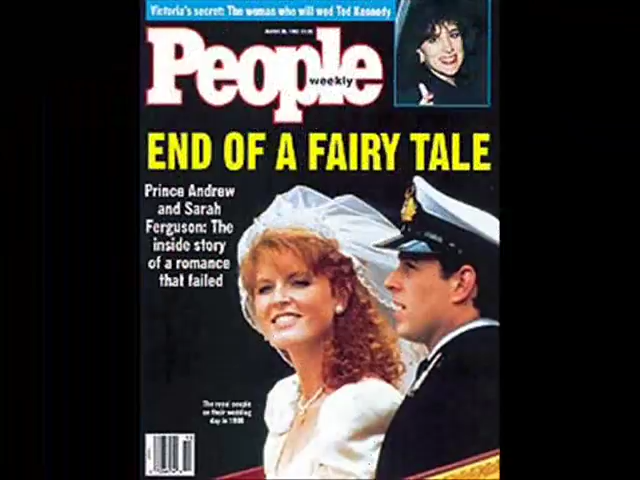 Victoria's secret: The woman who will wed Ted Kennedy
People
weekly
END OF A FAIRY TALE
Prince Andrew
and Sarah
Ferguson: The
inside story
of a romance
that failed
The royal couple
on their wedding
day in 1986